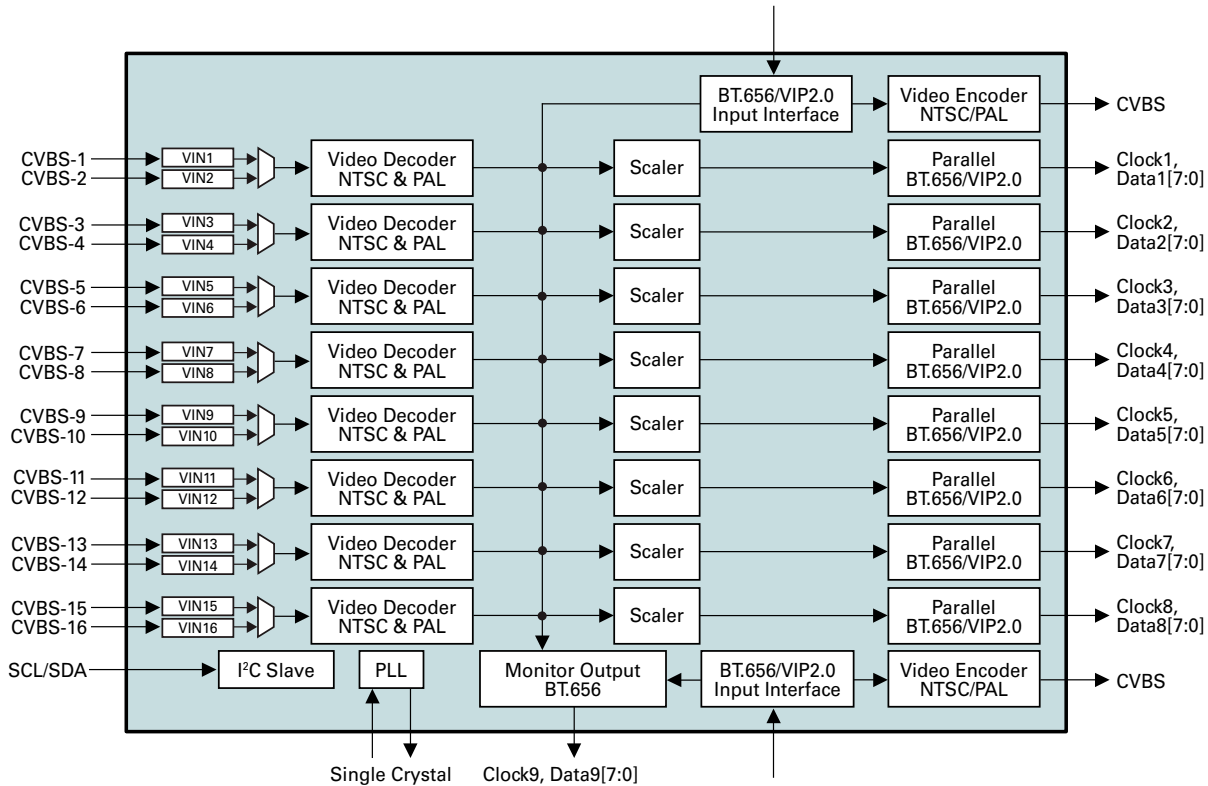 BT.656/VIP2.0
Input Interface
Video Encoder
NTSC/PAL
CVBS
CVBS-1
CVBS-2
VIN1
VIN2
Video Decoder
NTSC & PAL
Scaler
Parallel
BT.656/VIP2.0
Clock1,
Data1[7:0]
CVBS-3
CVBS-4
VIN3
VIN4
Video Decoder
NTSC & PAL
Scaler
Parallel
BT.656/VIP2.0
Clock2,
Data2[7:0]
CVBS-5
CVBS-6
VIN5
VIN6
Video Decoder
NTSC & PAL
Scaler
Parallel
BT.656/VIP2.0
Clock3,
Data3[7:0]
CVBS-7
CVBS-8
VIN7
VIN8
Video Decoder
NTSC & PAL
Scaler
Parallel
BT.656/VIP2.0
Clock4,
Data4[7:0]
CVBS-9
CVBS-10
VIN9
VIN10
Video Decoder
NTSC & PAL
Scaler
Parallel
BT.656/VIP2.0
Clock5,
Data5[7:0]
CVBS-11
CVBS-12
VIN11
VIN12
Video Decoder
NTSC & PAL
Scaler
Parallel
BT.656/VIP2.0
Clock6,
Data6[7:0]
CVBS-13
CVBS-14
VIN13
VIN14
Video Decoder
NTSC & PAL
Scaler
Parallel
BT.656/VIP2.0
Clock7,
Data7[7:0]
CVBS-15
CVBS-16
VIN15
VIN16
Video Decoder
NTSC & PAL
Scaler
Parallel
BT.656/VIP2.0
Clock8,
Data8[7:0]
SCL/SDA
I²C Slave
PLL
Monitor Output
BT.656
BT.656/VIP2.0
Input Interface
Video Encoder
NTSC/PAL
CVBS
Single Crystal
Clock9, Data9[7:0]